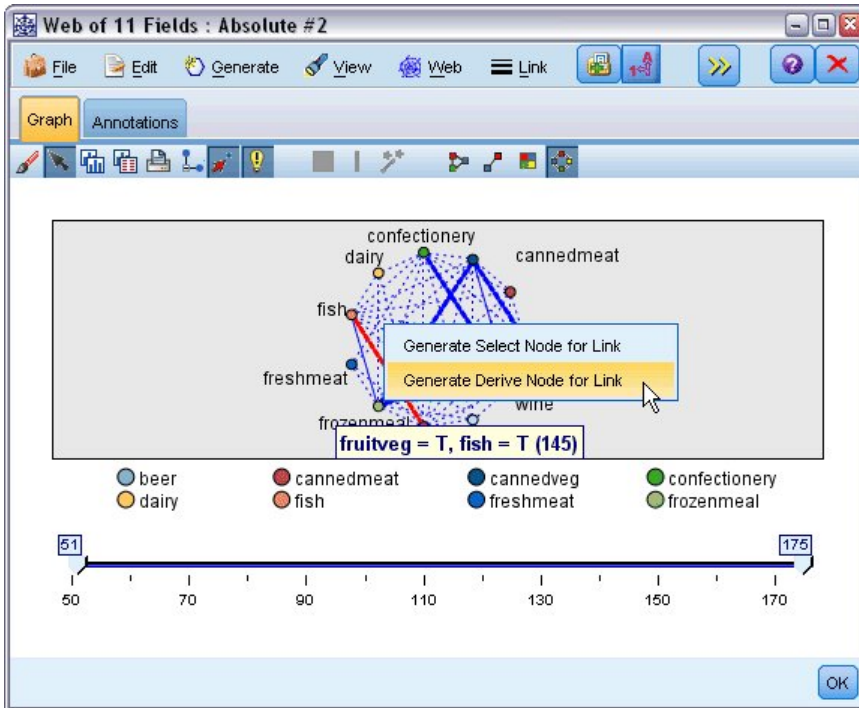 Web of 11 Fields : Absolute #2
File Edit Generate View Web Link
Graph Annotations
confectionery
dairy cannedmeat
fish
Generate Select Node for Link
freshmeat Generate Derive Node for Link
wine
frozenmeal
fruitveg = T, fish = T (145)
beer cannedmeat cannedveg confectionery
dairy fish freshmeat frozenmeal
51 175
50 70 90 110 130 150 170
OK